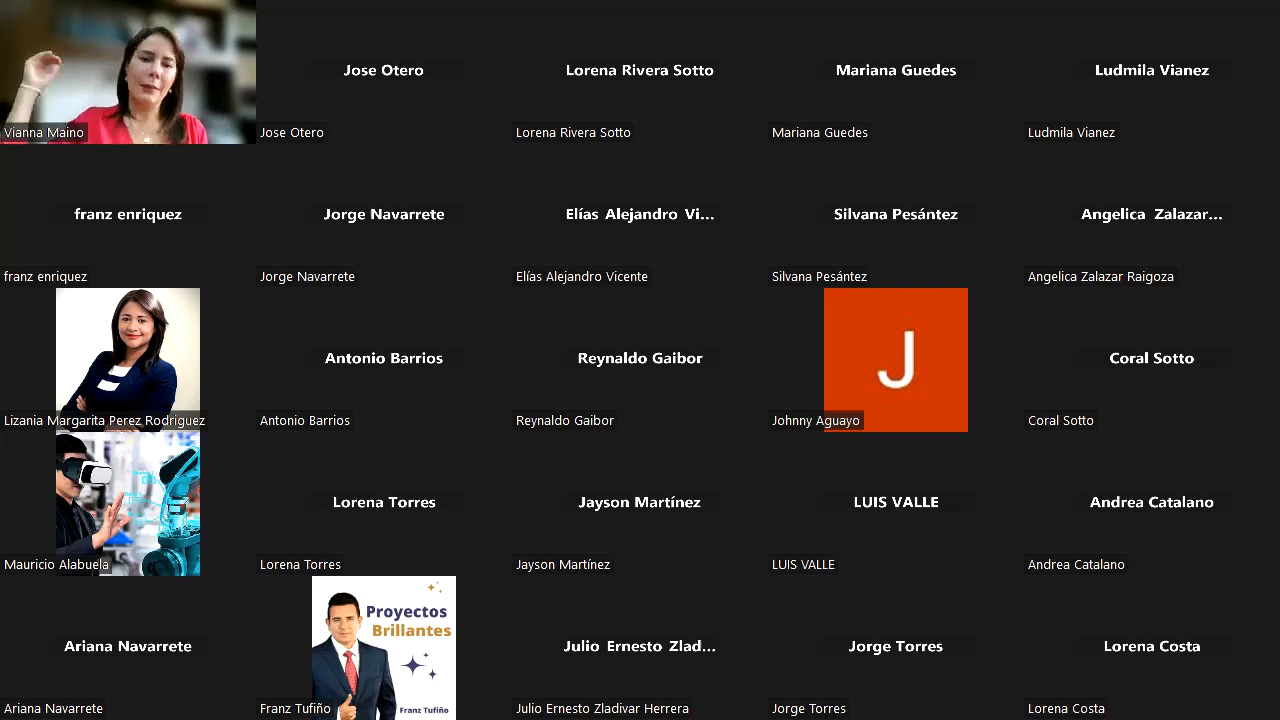 Jose Otero
Lorena Rivera Sotto
Mariana Guedes
Ludmila Vianez
Vianna Maino
Jose Otero
Lorena Rivera Sotto
Mariana Guedes
Ludmila Vianez
franz enriquez
Jorge Navarrete
Elías Alejandro Vi...
Silvana Pesántez
Angelica Zalazar...
franz enriquez
Jorge Navarrete
Elías Alejandro Vicente
Silvana Pesántez
Angelica Zalazar Raigoza
Antonio Barrios
Reynaldo Gaibor
J
Coral Sotto
Lizania Margarita Perez Rodriguez
Antonio Barrios
Reynaldo Gaibor
Johnny Aguayo
Coral Sotto
Lorena Torres
Jayson Martínez
LUIS VALLE
Andrea Catalano
Mauricio Alabuela
Lorena Torres
Jayson Martínez
LUIS VALLE
Andrea Catalano
Proyectos
Brillantes
Ariana Navarrete
Julio Ernesto Zlad...
Jorge Torres
Lorena Costa
Ariana Navarrete
Franz Tufiño
Franz Tufiño
Julio Ernesto Zladivar Herrera
Jorge Torres
Lorena Costa